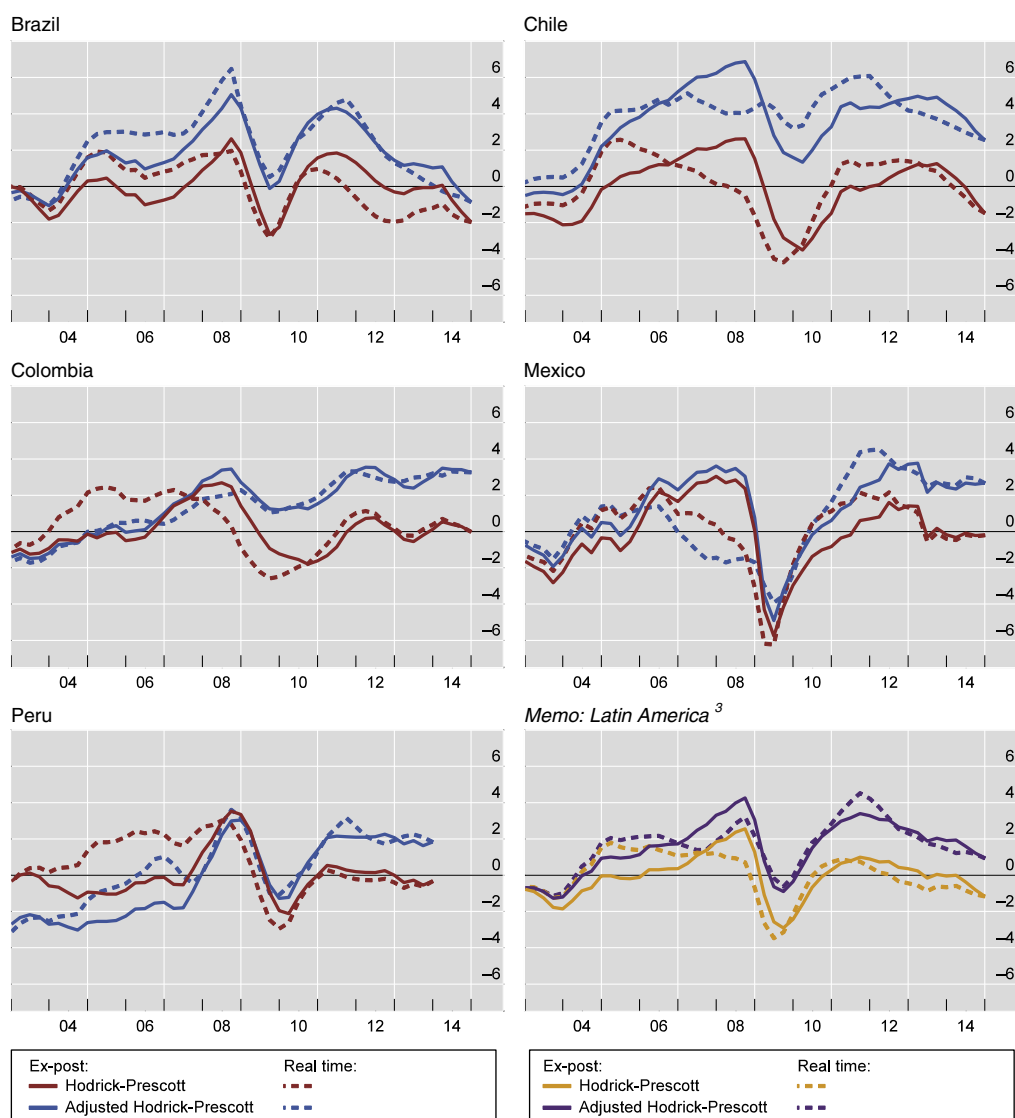 Brazil
6
4
2
0
–2
–4
–6
04 06 08 10 12 14
Chile
6
4
2
0
–2
–4
–6
04 06 08 10 12 14
Colombia
6
4
2
0
–2
–4
–6
04 06 08 10 12 14
Mexico
6
4
2
0
–2
–4
–6
04 06 08 10 12 14
Peru
6
4
2
0
–2
–4
–6
04 06 08 10 12 14
Memo: Latin America ³
6
4
2
0
–2
–4
–6
04 06 08 10 12 14
Ex-post: Real time:
Hodrick-Prescott
Adjusted Hodrick-Prescott
Ex-post: Real time:
Hodrick-Prescott
Adjusted Hodrick-Prescott